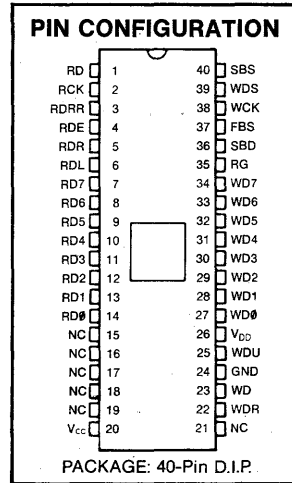 PIN CONFIGURATION
RD 1 40 SBS
RCK 2 39 WDS
RDRR 3 38 WCK
RDE 4 37 FBS
RDR 5 36 SBD
RDL 6 35 RG
RD7 7 34 WD7
RD6 8 33 WD6
RD5 9 32 WD5
RD4 10 31 WD4
RD3 11 30 WD3
RD2 12 29 WD2
RD1 13 28 WD1
RD0 14 27 WD0
NC 15 26 VDD
NC 16 25 WDU
NC 17 24 GND
NC 18 23 WD
NC 19 22 WDR
Vcc 20 21 NC
PACKAGE: 40-Pin D.I.P.